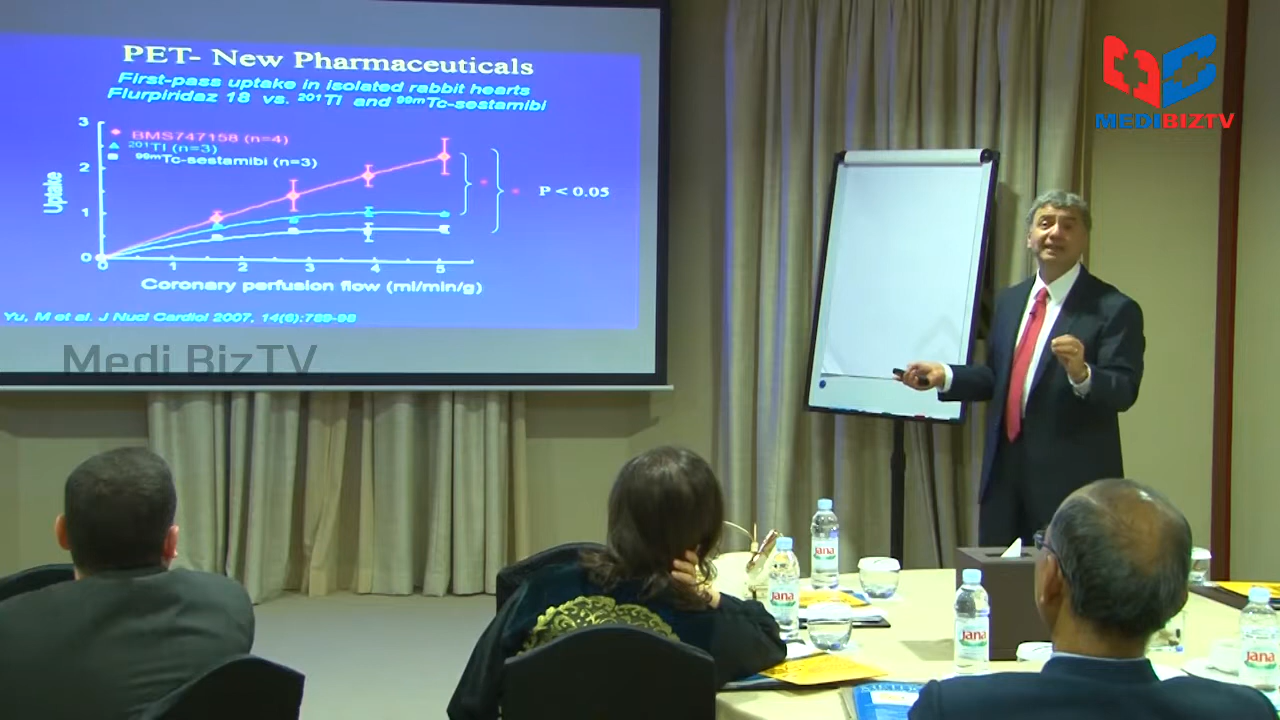 PET- New Pharmaceuticals
First-pass uptake in isolated rabbit hearts
Flurpiridaz 18 vs. ²⁰¹Tl and ⁹⁹ᵐTc-sestamibi
3
2
1
0
Uptake
BMS747158 (n=4)
²⁰¹Tl (n=3)
⁹⁹ᵐTc-sestamibi (n=3)
P < 0.05
0 1 2 3 4 5
Coronary perfusion flow (ml/min/g)
Yu, M et al. J Nucl Cardiol 2007, 14(6):789-98
Medi BizTV
MEDIBIZTV
jana
jana
jana
jana